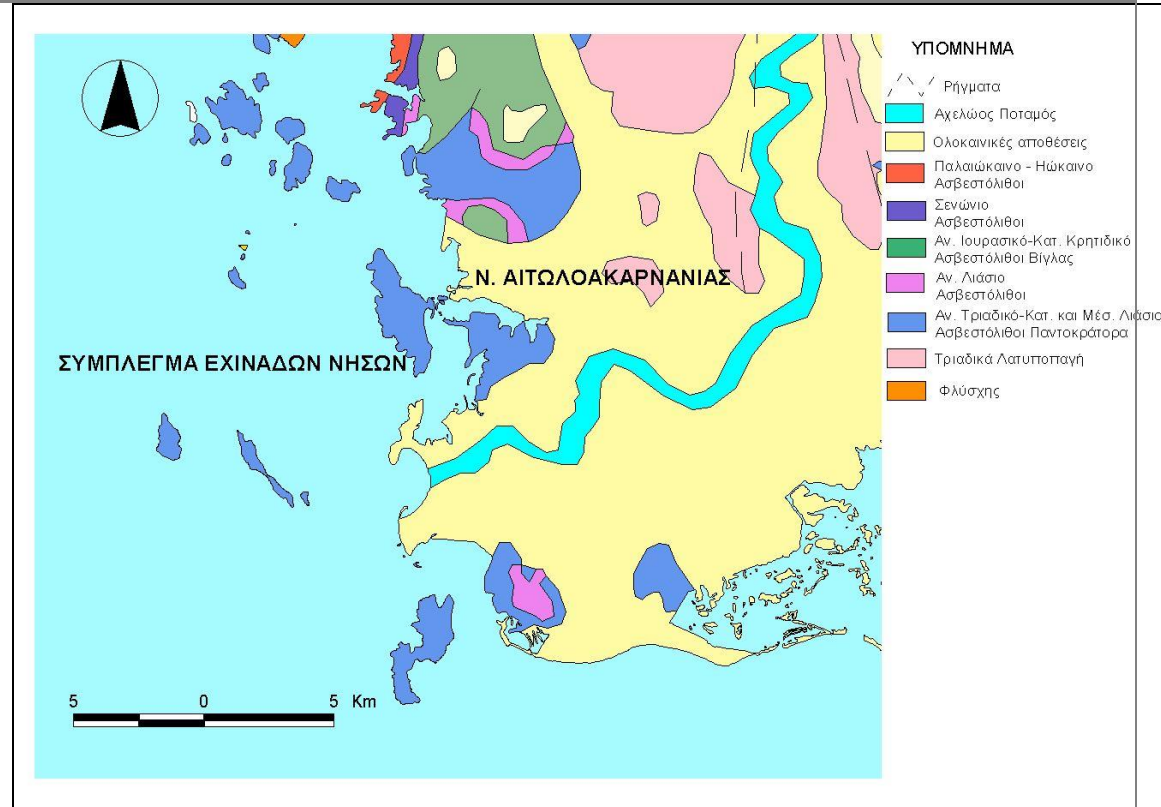 ΥΠΟΜΝΗΜΑ
Ρήγματα
Αχελώος Ποταμός
Ολοκαινικές αποθέσεις
Παλαιώκαινο - Ηώκαινο
Ασβεστόλιθοι
Σενώνιο
Ασβεστόλιθοι
Αν. Ιουρασικό-Κατ. Κρητιδικό
Ασβεστόλιθοι Βίγλας
Αν. Λιάσιο
Ασβεστόλιθοι
Αν. Τριαδικό-Κατ. και Μέσ. Λιάσιο
Ασβεστόλιθοι Παντοκράτορα
Τριαδικά Λατυποπαγή
Φλύσχης
Ν. ΑΙΤΩΛΟΑΚΑΡΝΑΝΙΑΣ
ΣΥΜΠΛΕΓΜΑ ΕΧΙΝΑΔΩΝ ΝΗΣΩΝ
5 0 5 Km